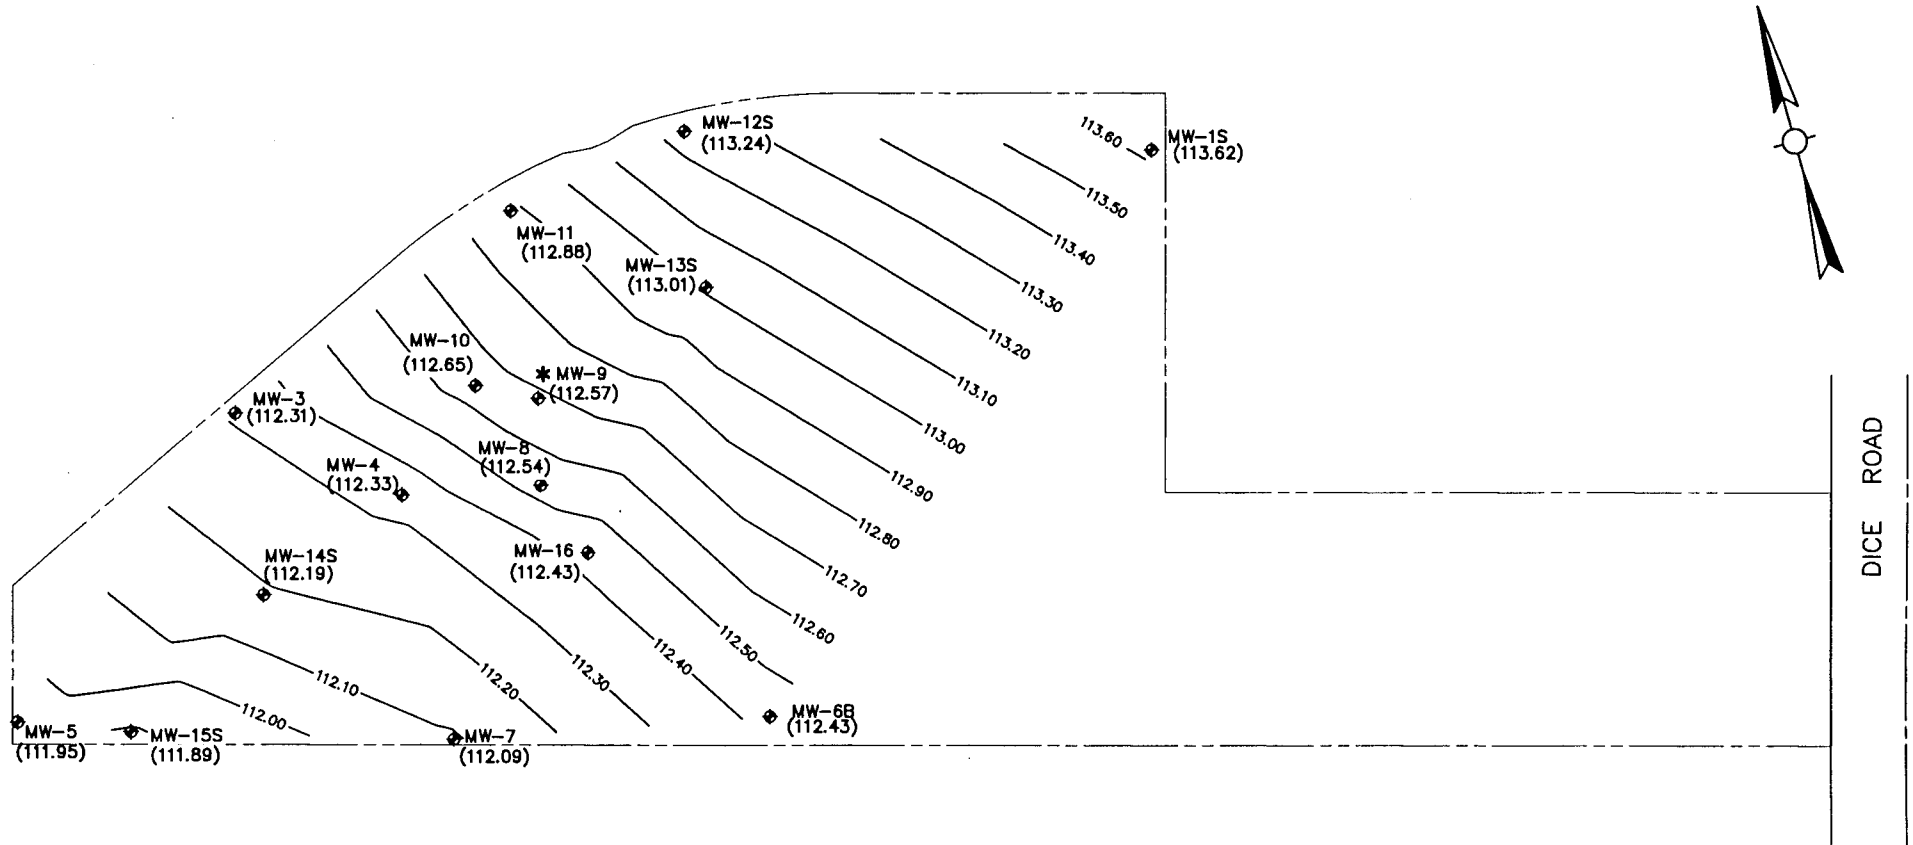 MW-12S
(113.24)
113.60
MW-1S
(113.62)
113.50
MW-11
(112.88)
113.40
MW-13S
(113.01)
113.30
113.20
MW-10
(112.65)
* MW-9
(112.57)
113.10
MW-3
(112.31)
113.00
MW-8
(112.54)
MW-4
(112.33)
112.90
112.80
MW-16
(112.43)
MW-14S
(112.19)
112.70
112.60
112.50
112.40
112.30
112.20
112.10
112.00
MW-6B
(112.43)
MW-5
(111.95)
MW-15S
(111.89)
MW-7
(112.09)
DICE ROAD